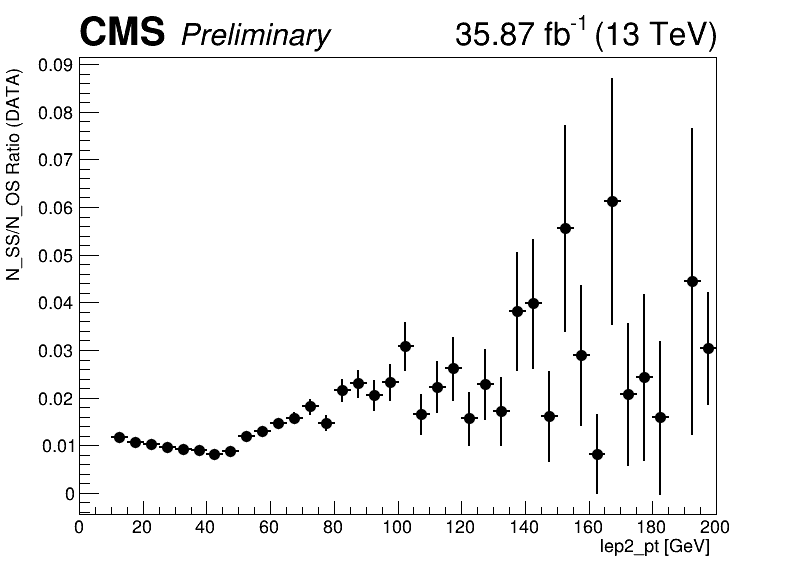 CMS Preliminary 35.87 fb⁻¹ (13 TeV)
N_SS/N_OS Ratio (DATA)
0.09
0.08
0.07
0.06
0.05
0.04
0.03
0.02
0.01
0
0 20 40 60 80 100 120 140 160 180 200
lep2_pt [GeV]